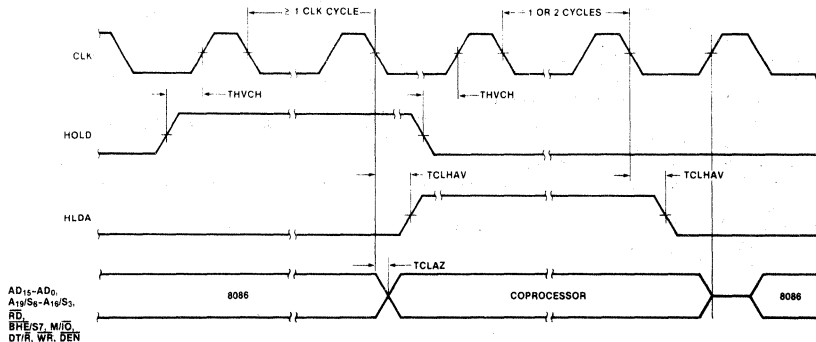 ≥ 1 CLK CYCLE
1 OR 2 CYCLES
CLK
THVCH
THVCH
HOLD
TCLHAV
TCLHAV
HLDA
TCLAZ
AD15-AD0,
A19/S6-A16/S3,
RD,
BHE/S7, M/IO,
DT/R, WR, DEN
8086
COPROCESSOR
8086